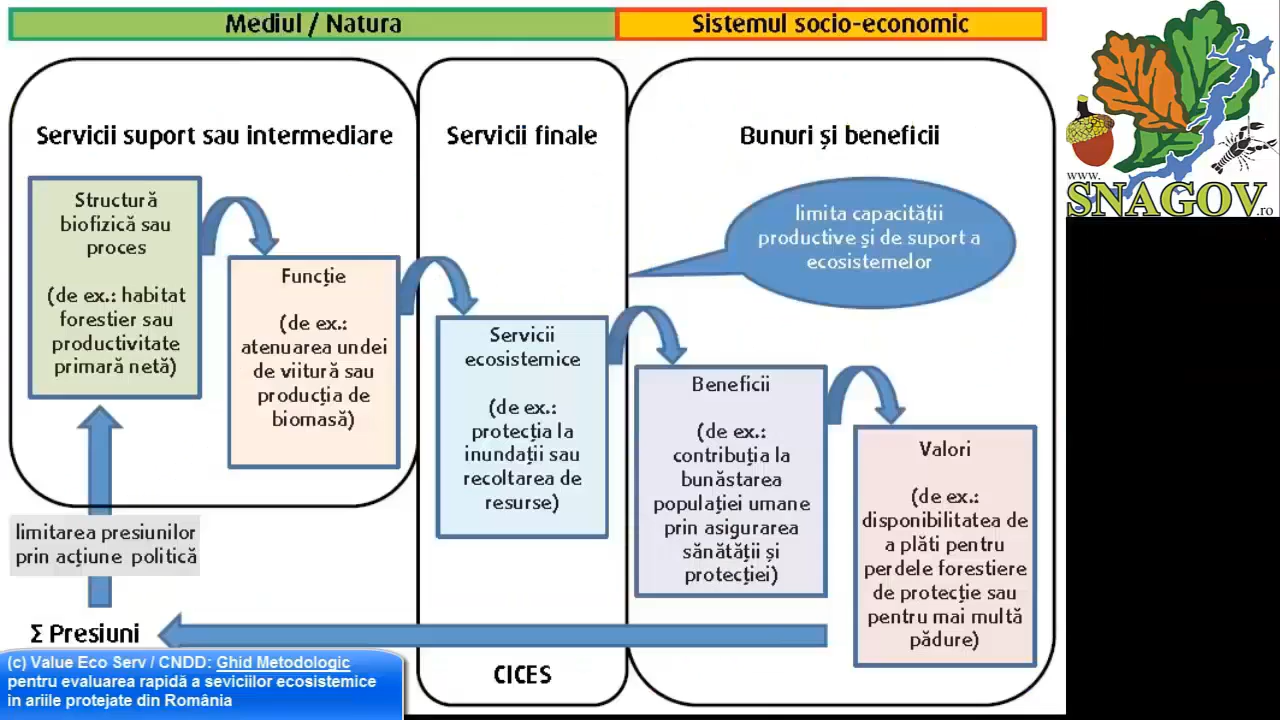 Mediul / Natura
Sistemul socio-economic
Servicii suport sau intermediare
Servicii finale
Bunuri și beneficii
Structură
biofizică sau
proces
(de ex.: habitat
forestier sau
productivitate
primară netă)
Funcție
(de ex.:
atenuarea undei
de viitură sau
producția de
biomasă)
Servicii
ecosistemice
(de ex.:
protecția la
inundații sau
recoltarea de
resurse)
limita capacității
productive și de suport a
ecosistemelor
Beneficii
(de ex.:
contribuția la
bunăstarea
populației umane
prin asigurarea
sănătății și
protecției)
Valori
(de ex.:
disponibilitatea de
a plăti pentru
perdele forestiere
de protecție sau
pentru mai multă
pădure)
limitarea presiunilor
prin acțiune politică
Σ Presiuni
CICES
(c) Value Eco Serv / CNDD: Ghid Metodologic
pentru evaluarea rapidă a seviciilor ecosistemice
in ariile protejate din România
www.
SNAGOV.ro